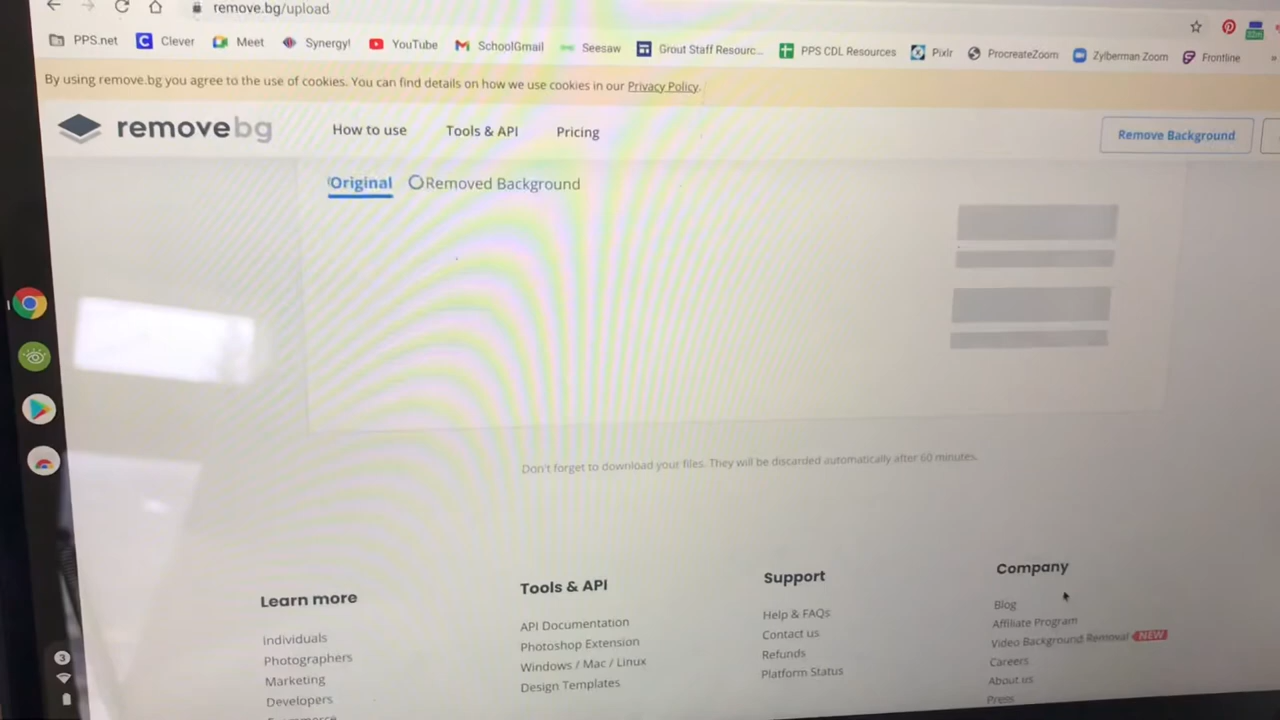 remove.bg/upload
PPS.net Clever Meet Synergy! YouTube SchoolGmail Seesaw Grout Staff Resourc... PPS CDL Resources Pixlr ProcreateZoom Zylberman Zoom Frontline »
By using remove.bg you agree to the use of cookies. You can find details on how we use cookies in our Privacy Policy.
removebg How to use Tools & API Pricing Remove Background
Original Removed Background
Don't forget to download your files. They will be discarded automatically after 60 minutes.
Learn more
Individuals
Photographers
Marketing
Developers
Tools & API
API Documentation
Photoshop Extension
Windows / Mac / Linux
Design Templates
Support
Help & FAQs
Contact us
Refunds
Platform Status
Company
Blog
Affiliate Program
Video Background Removal NEW
Careers
About us
Press
3